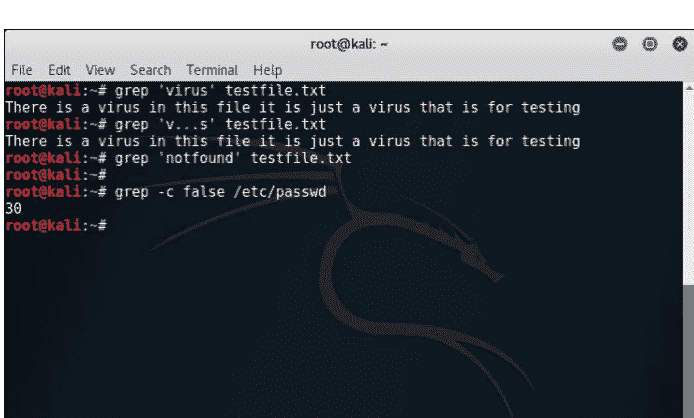 root@kali: ~
File Edit View Search Terminal Help
root@kali:~# grep 'virus' testfile.txt
There is a virus in this file it is just a virus that is for testing
root@kali:~# grep 'v...s' testfile.txt
There is a virus in this file it is just a virus that is for testing
root@kali:~# grep 'notfound' testfile.txt
root@kali:~#
root@kali:~# grep -c false /etc/passwd
30
root@kali:~#